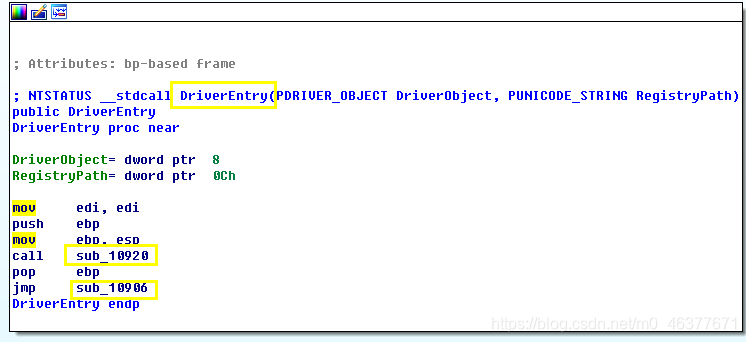 ; Attributes: bp-based frame
; NTSTATUS __stdcall DriverEntry(PDRIVER_OBJECT DriverObject, PUNICODE_STRING RegistryPath)
public DriverEntry
DriverEntry proc near
DriverObject= dword ptr  8
RegistryPath= dword ptr  0Ch
mov     edi, edi
push    ebp
mov     ebp, esp
call    sub_10920
pop     ebp
jmp     sub_10906
DriverEntry endp
https://blog.csdn.net/m0_46377671